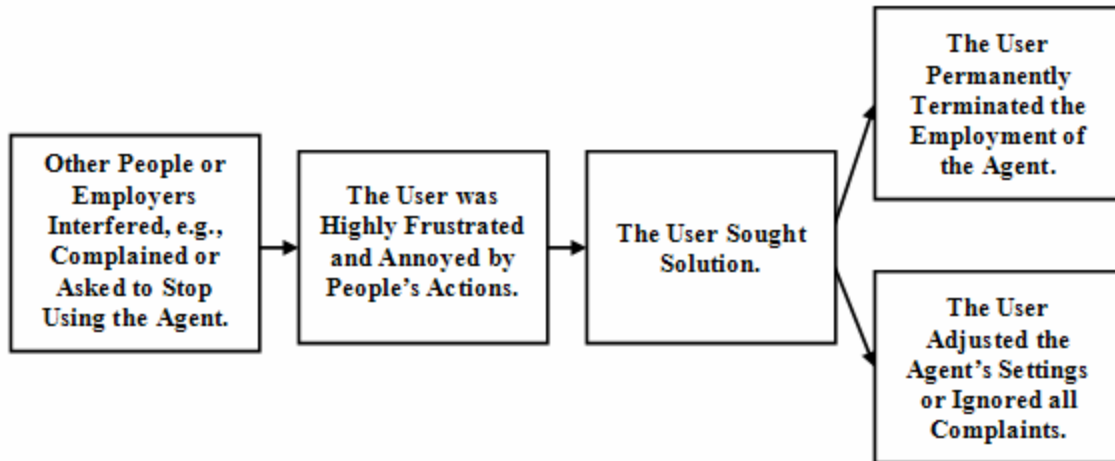 Other People or
Employers
Interfered, e.g.,
Complained or
Asked to Stop
Using the Agent.
The User was
Highly Frustrated
and Annoyed by
People's Actions.
The User Sought
Solution.
The User
Permanently
Terminated the
Employment of
the Agent.
The User
Adjusted the
Agent's Settings
or Ignored all
Complaints.